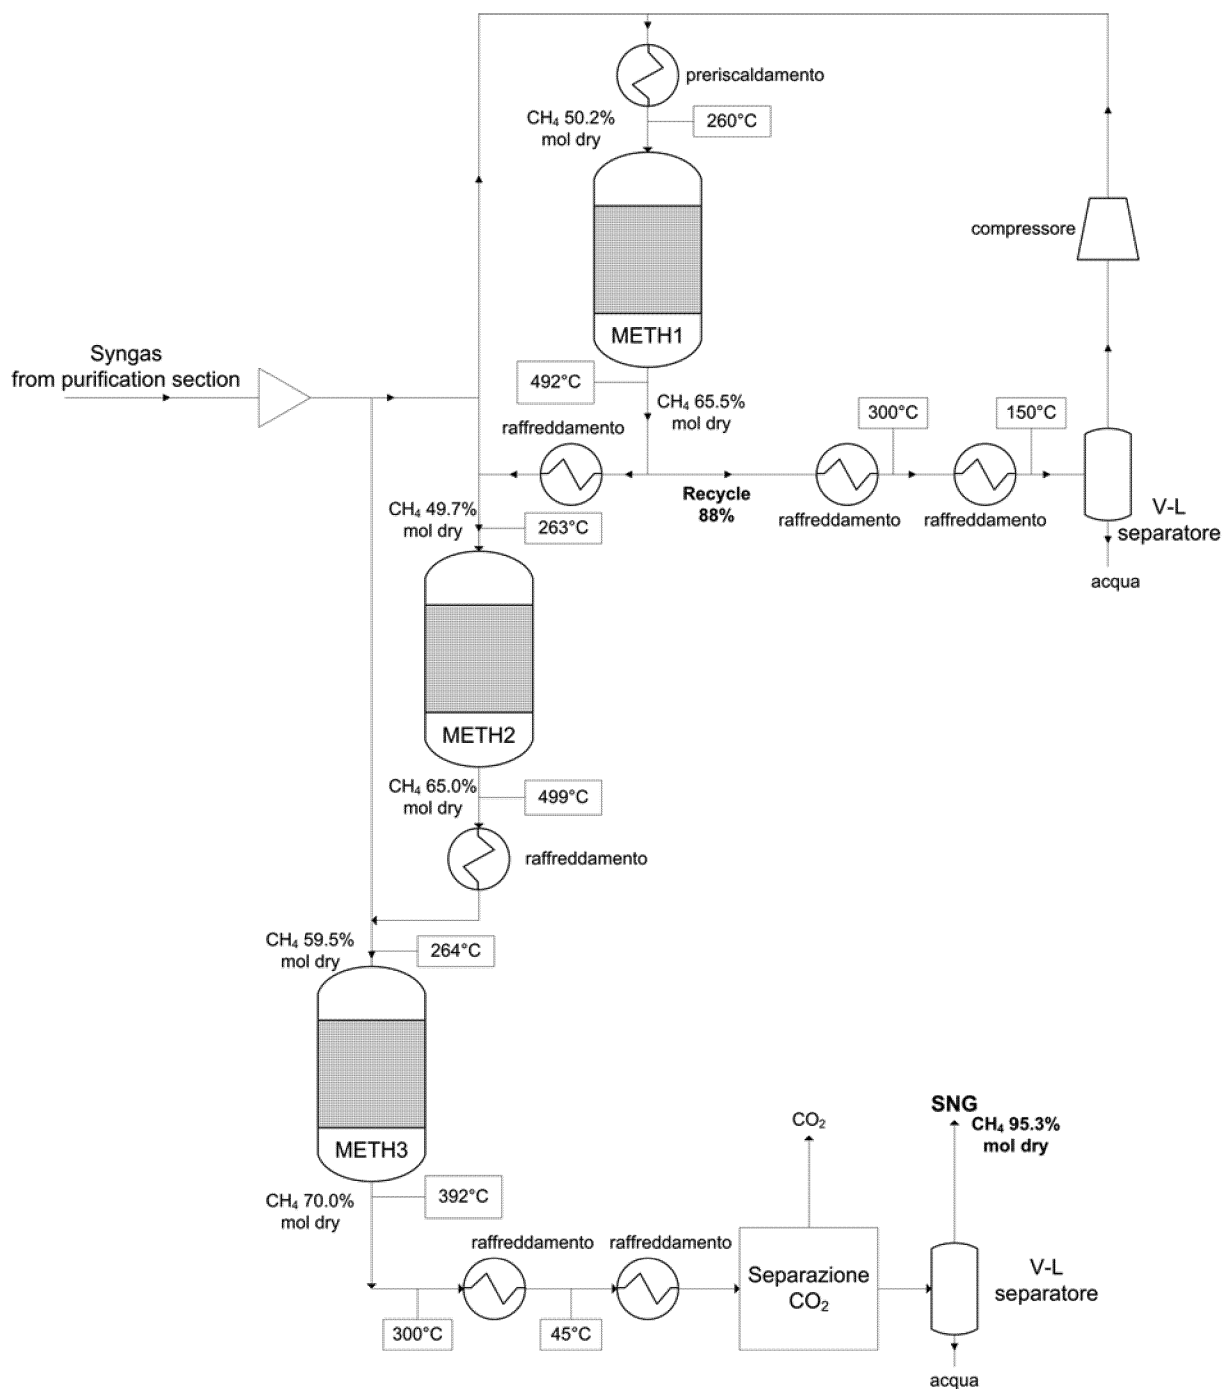 preriscaldamento
CH₄ 50.2%
mol dry
260°C
compressore
METH1
Syngas
from purification section
492°C
CH₄ 65.5%
mol dry
300°C
150°C
raffreddamento
Recycle
88%
raffreddamento
raffreddamento
V-L
separatore
acqua
CH₄ 49.7%
mol dry
263°C
METH2
CH₄ 65.0%
mol dry
499°C
raffreddamento
CH₄ 59.5%
mol dry
264°C
METH3
CH₄ 70.0%
mol dry
392°C
raffreddamento
raffreddamento
300°C
45°C
CO₂
Separazione
CO₂
SNG
CH₄ 95.3%
mol dry
V-L
separatore
acqua